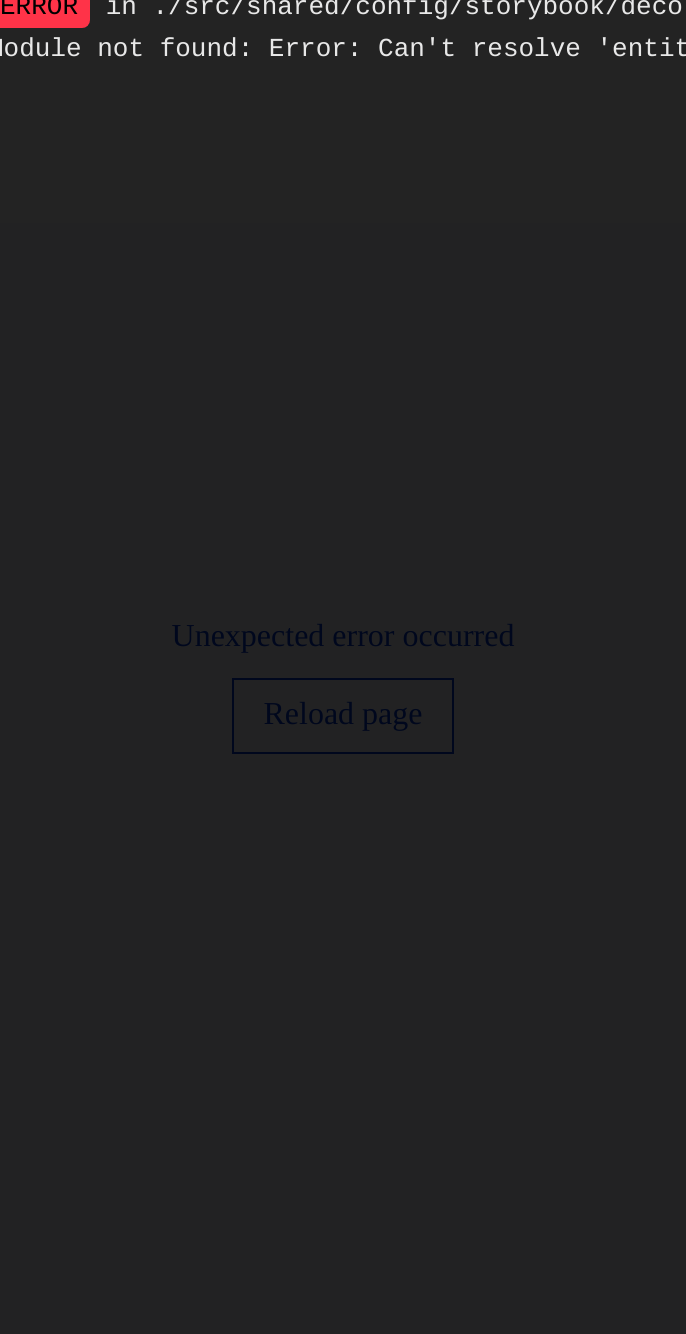 ERROR in ./src/shared/config/storybook/deco
Module not found: Error: Can't resolve 'entit
Unexpected error occurred
Reload page